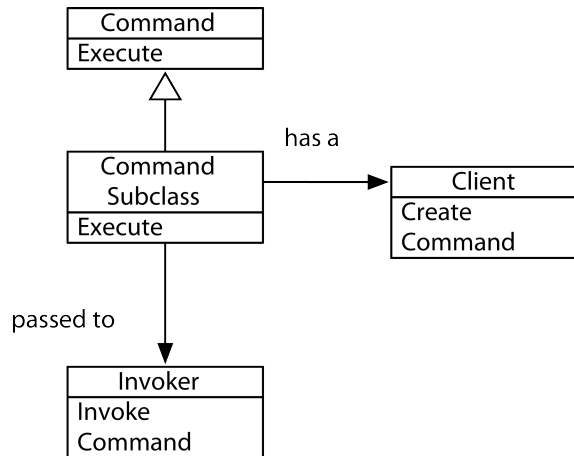 Command
Execute
has a
Command
Subclass
Execute
Client
Create
Command
passed to
Invoker
Invoke
Command